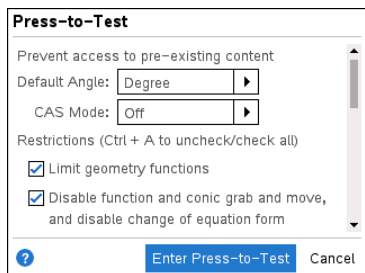 Press-to-Test
Prevent access to pre-existing content
Default Angle: Degree
CAS Mode: Off
Restrictions (Ctrl + A to uncheck/check all)
Limit geometry functions
Disable function and conic grab and move,
and disable change of equation form
? Enter Press-to-Test Cancel